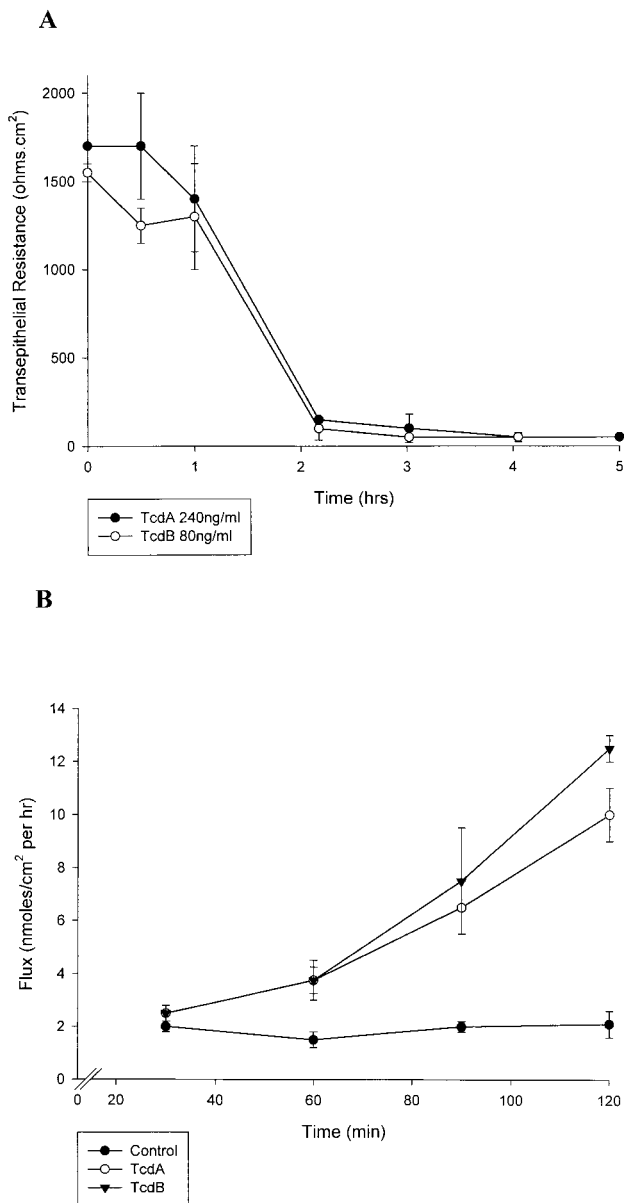 A
Transepithelial Resistance (ohms.cm²)
2000
1500
1000
500
0
0 1 2 3 4 5
Time (hrs)
TcdA 240ng/ml
TcdB 80ng/ml
B
Flux (nmoles/cm² per hr)
14
12
10
8
6
4
2
0
0 20 40 60 80 100 120
Time (min)
Control
TcdA
TcdB